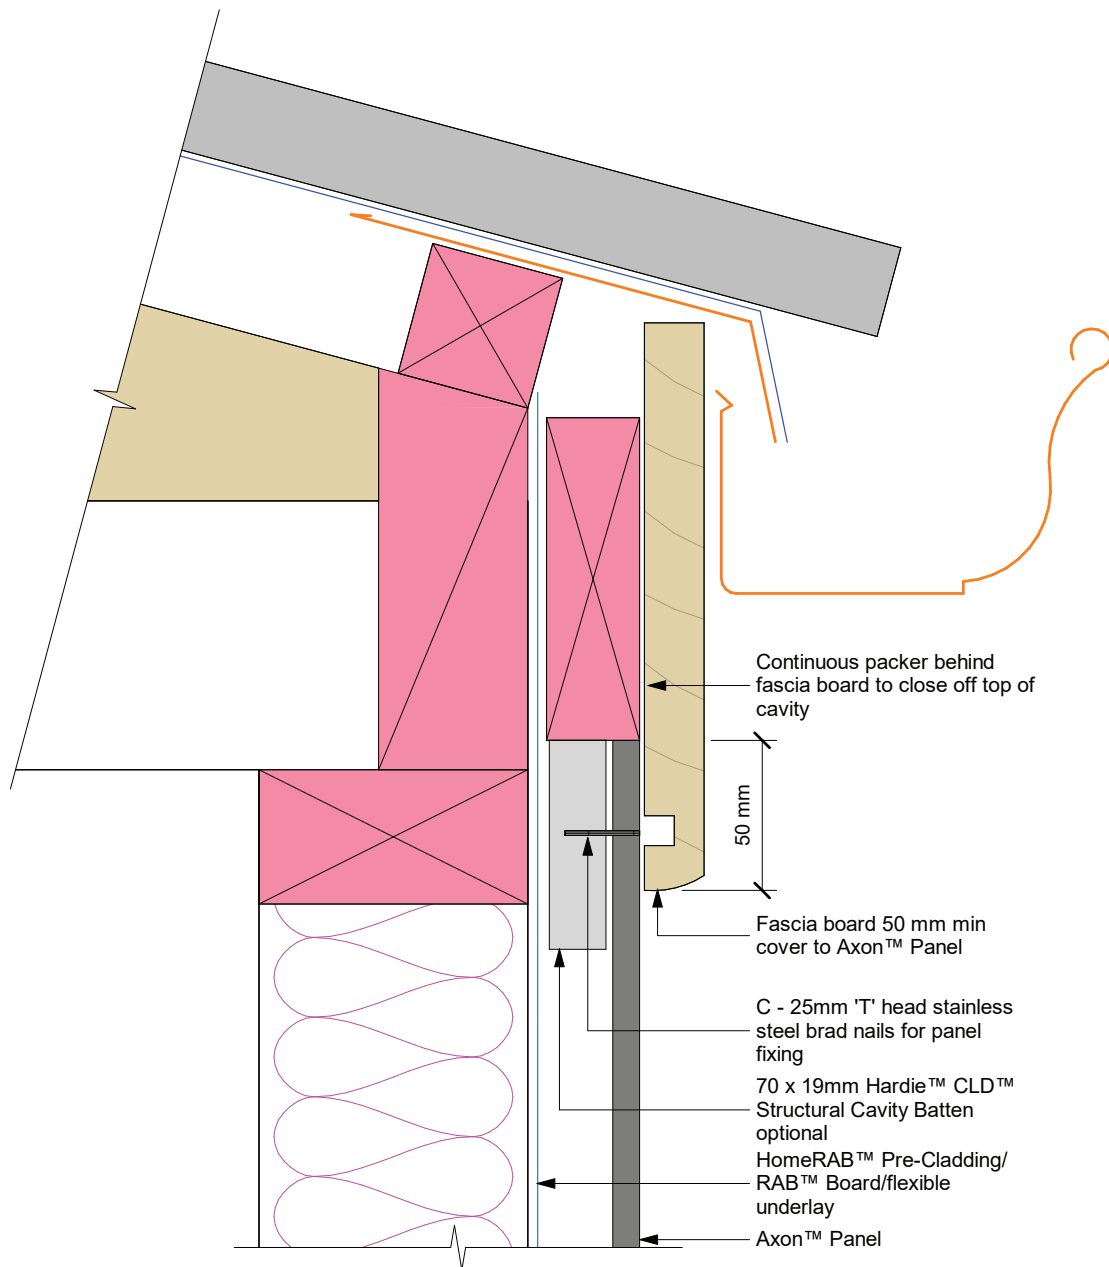 Continuous packer behind
fascia board to close off top of
cavity
50 mm
Fascia board 50 mm min
cover to Axon™ Panel
C - 25mm 'T' head stainless
steel brad nails for panel
fixing
70 x 19mm Hardie™ CLD™
Structural Cavity Batten
optional
HomeRAB™ Pre-Cladding/
RAB™ Board/flexible
underlay
Axon™ Panel